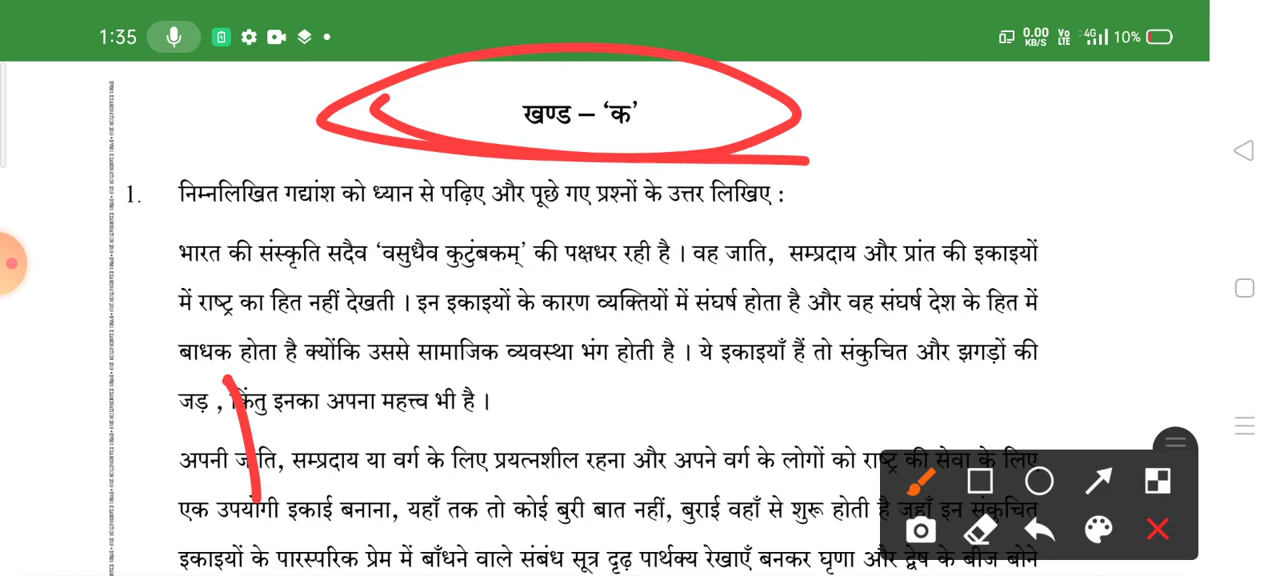 1:35 0.00 KB/S Vo LTE 4G 10%
खण्ड – ‘क’
1. निम्नलिखित गद्यांश को ध्यान से पढ़िए और पूछे गए प्रश्नों के उत्तर लिखिए :
भारत की संस्कृति सदैव ‘वसुधैव कुटुंबकम्’ की पक्षधर रही है । वह जाति, सम्प्रदाय और प्रांत की इकाइयों
में राष्ट्र का हित नहीं देखती । इन इकाइयों के कारण व्यक्तियों में संघर्ष होता है और वह संघर्ष देश के हित में
बाधक होता है क्योंकि उससे सामाजिक व्यवस्था भंग होती है । ये इकाइयाँ हैं तो संकुचित और झगड़ों की
जड़ , किंतु इनका अपना महत्त्व भी है ।
अपनी जाति, सम्प्रदाय या वर्ग के लिए प्रयत्नशील रहना और अपने वर्ग के लोगों को राष्ट्र की सेवा के लिए
एक उपयोगी इकाई बनाना, यहाँ तक तो कोई बुरी बात नहीं, बुराई वहाँ से शुरू होती है जहाँ इन संकुचित
इकाइयों के पारस्परिक प्रेम में बाँधने वाले संबंध सूत्र दृढ़ पार्थक्य रेखाएँ बनकर घृणा और द्वेष के बीज बोने